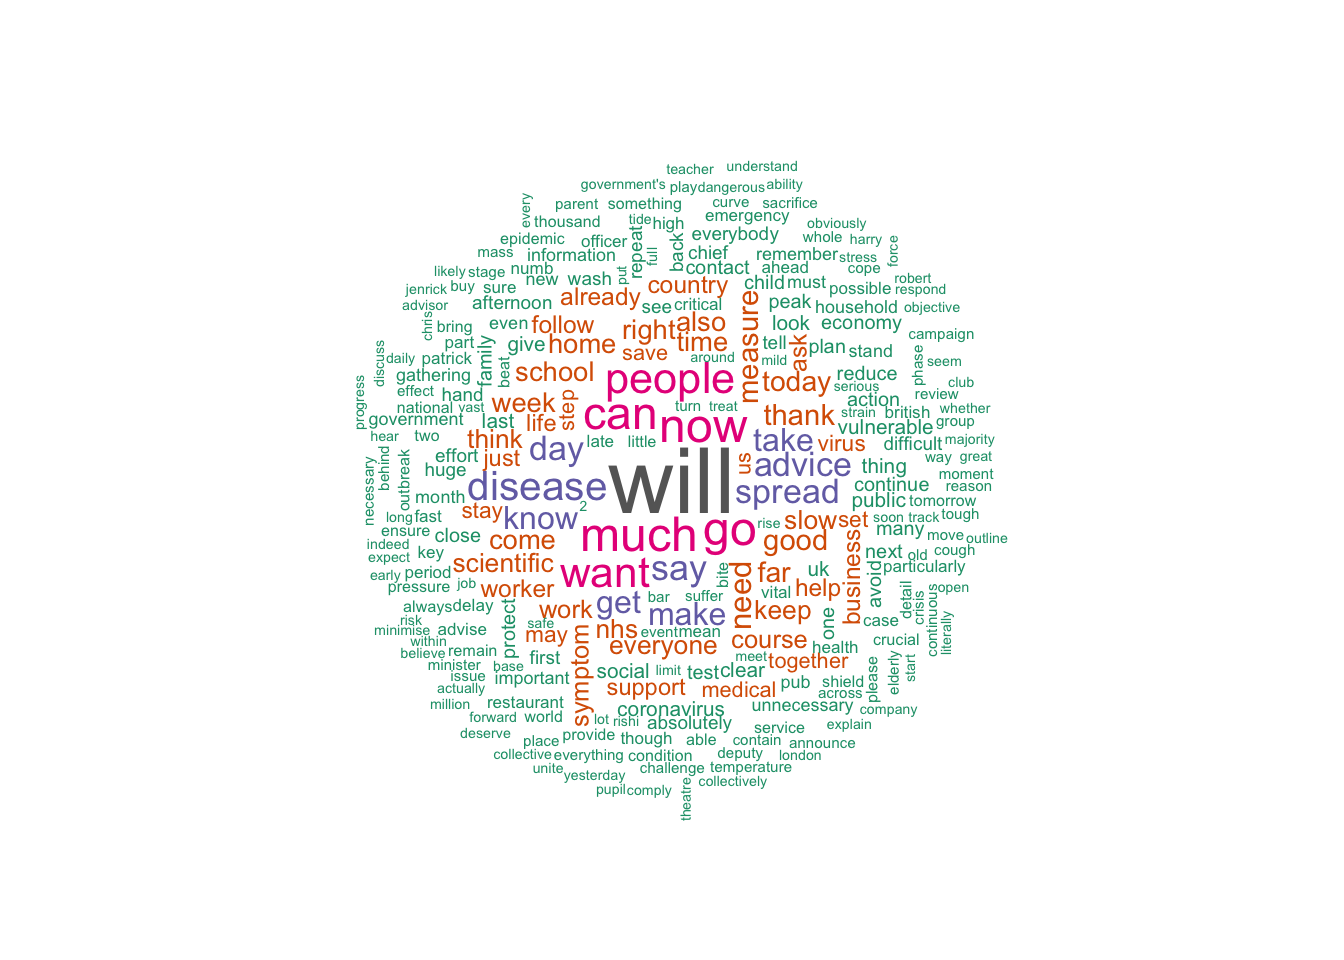 teacher understand
government's play dangerous ability
every parent something curve sacrifice
thousand tide high emergency obviously
epidemic officer repeat back everybody whole harry force
mass information full chief remember stress
likely stage numb put contact ahead cope robert
jenrick buy sure new wash country child must possible respond
advisor afternoon already see critical measure peak household objective
chris bring even follow right also time look economy campaign
part give home save around tell ask plan stand phase
discuss daily patrick family beat mild seem
gathering school people today reduce serious review club
progress effect hand week step can now turn treat thank strain action british whether
national vast last life vulnerable group
government think day late little take virus difficult majority
hear two just us advice thing way great
behind effort will moment
necessary outbreak huge disease spread continue reason
month know 2 public tomorrow
long fast stay much go rise slow set soon track tough
ensure close come good many move outline
indeed key scientific want say need far uk next old cough
expect period bite business avoid particularly
early pressure job worker get bar suffer vital help detail crisis open
always delay work make keep one case continuous
risk protect safe may nhs event mean course crucial literally
minimise advise symptom everyone health
within remain first meet together
believe base social limit test clear please elderly start
minister issue important support medical pub shield
actually across
million restaurant coronavirus unnecessary company
forward world lot rishi absolutely service explain
deserve place provide though able contain announce
collective everything condition deputy london
unite yesterday challenge temperature
pupil comply theatre collectively